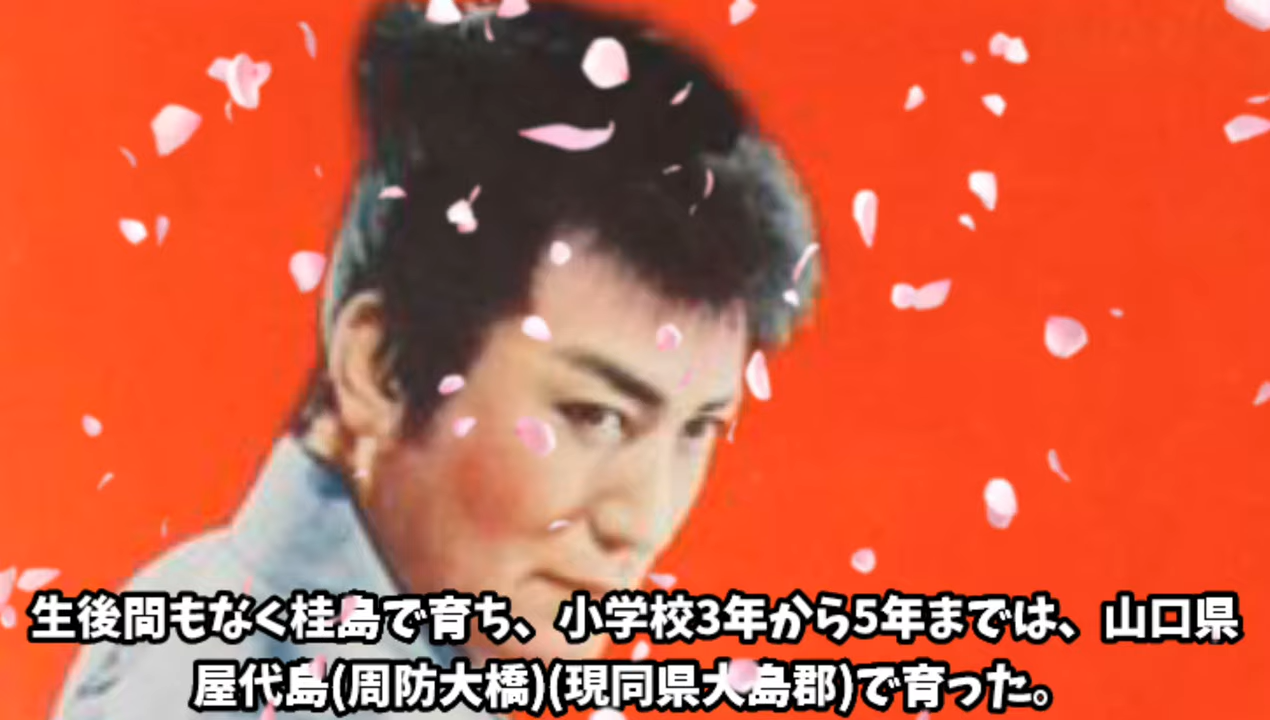 生後間もなく桂島で育ち、小学校3年から5年までは、山口県
屋代島(周防大橋)(現同県大島郡)で育った。